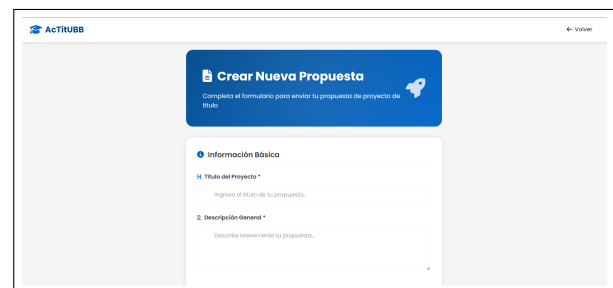 AcTitUBB
← Volver
Crear Nueva Propuesta
Completa el formulario para enviar tu propuesta de proyecto de
título
Información Básica
Título del Proyecto *
Ingresa el título de tu propuesta...
Descripción General *
Describe brevemente tu propuesta...